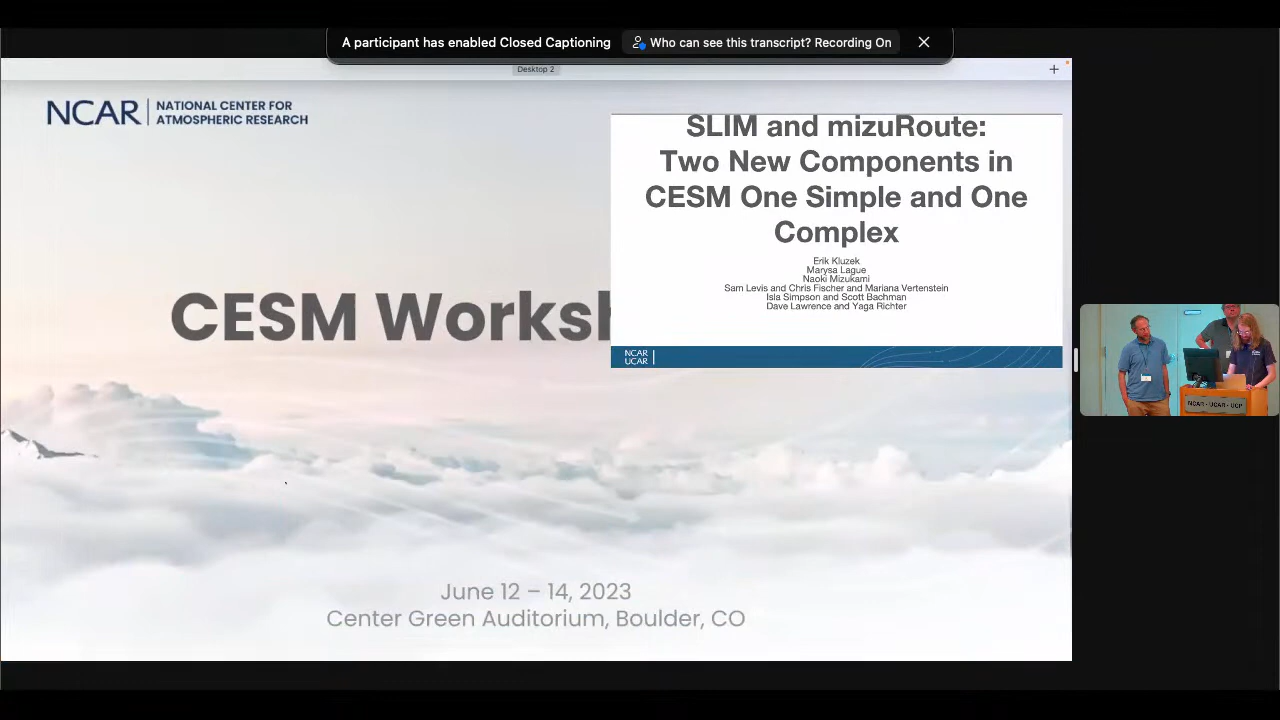 A participant has enabled Closed Captioning
Who can see this transcript? Recording On
Desktop 2
NCAR
NATIONAL CENTER FOR
ATMOSPHERIC RESEARCH
SLIM and mizuRoute:
Two New Components in
CESM One Simple and One
Complex
Erik Kluzek
Marysa Lague
Naoki Mizukami
Sam Levis and Chris Fischer and Mariana Vertenstein
Isla Simpson and Scott Bachman
Dave Lawrence and Yaga Richter
NCAR
UCAR
CESM Worksh
June 12 – 14, 2023
Center Green Auditorium, Boulder, CO
NCAR - UCAR - UCP